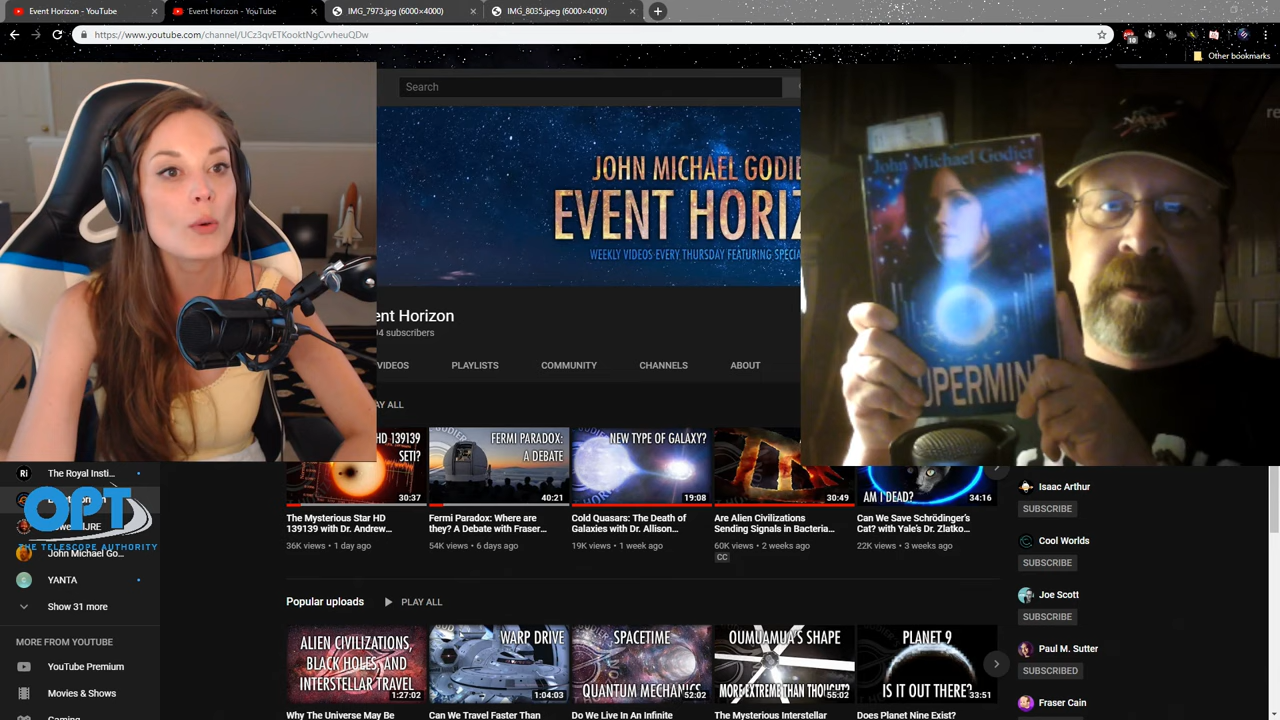 Event Horizon - YouTube
Event Horizon - YouTube
IMG_7973.jpg (6000×4000)
IMG_8035.jpeg (6000×4000)
https://www.youtube.com/channel/UCz3qvETKooktNgCvvheuQDw
Other bookmarks
Search
JOHN MICHAEL GODIE
EVENT HORIZ
WEEKLY VIDEOS EVERY THURSDAY FEATURING SPECIA
John Michael Godier
UPERMIN
ent Horizon
94 subscribers
VIDEOS
PLAYLISTS
COMMUNITY
CHANNELS
ABOUT
AY ALL
HD 139139
SETI?
30:37
FERMI PARADOX:
A DEBATE
40:21
NEW TYPE OF GALAXY?
19:08
30:49
AM I DEAD?
34:16
The Mysterious Star HD
139139 with Dr. Andrew...
36K views • 1 day ago
Fermi Paradox: Where are
they? A Debate with Fraser...
54K views • 6 days ago
Cold Quasars: The Death of
Galaxies with Dr. Allison...
19K views • 1 week ago
Are Alien Civilizations
Sending Signals in Bacteria...
60K views • 2 weeks ago
CC
Can We Save Schrödinger's
Cat? with Yale's Dr. Zlatko...
22K views • 3 weeks ago
The Royal Insti...
OPT
THE TELESCOPE AUTHORITY
John Michael Go...
YANTA
Show 31 more
MORE FROM YOUTUBE
YouTube Premium
Movies & Shows
Gaming
Popular uploads
PLAY ALL
ALIEN CIVILIZATIONS,
BLACK HOLES, AND
INTERSTELLAR TRAVEL
1:27:02
WARP DRIVE
1:04:03
SPACETIME
QUANTUM MECHANICS
52:02
OUMUAMUA'S SHAPE
MORE EXTREME THAN THOUGHT?
55:02
PLANET 9
IS IT OUT THERE?
33:51
Why The Universe May Be
Can We Travel Faster Than
Do We Live In An Infinite
The Mysterious Interstellar
Does Planet Nine Exist?
Isaac Arthur
SUBSCRIBE
Cool Worlds
SUBSCRIBE
Joe Scott
SUBSCRIBE
Paul M. Sutter
SUBSCRIBED
Fraser Cain